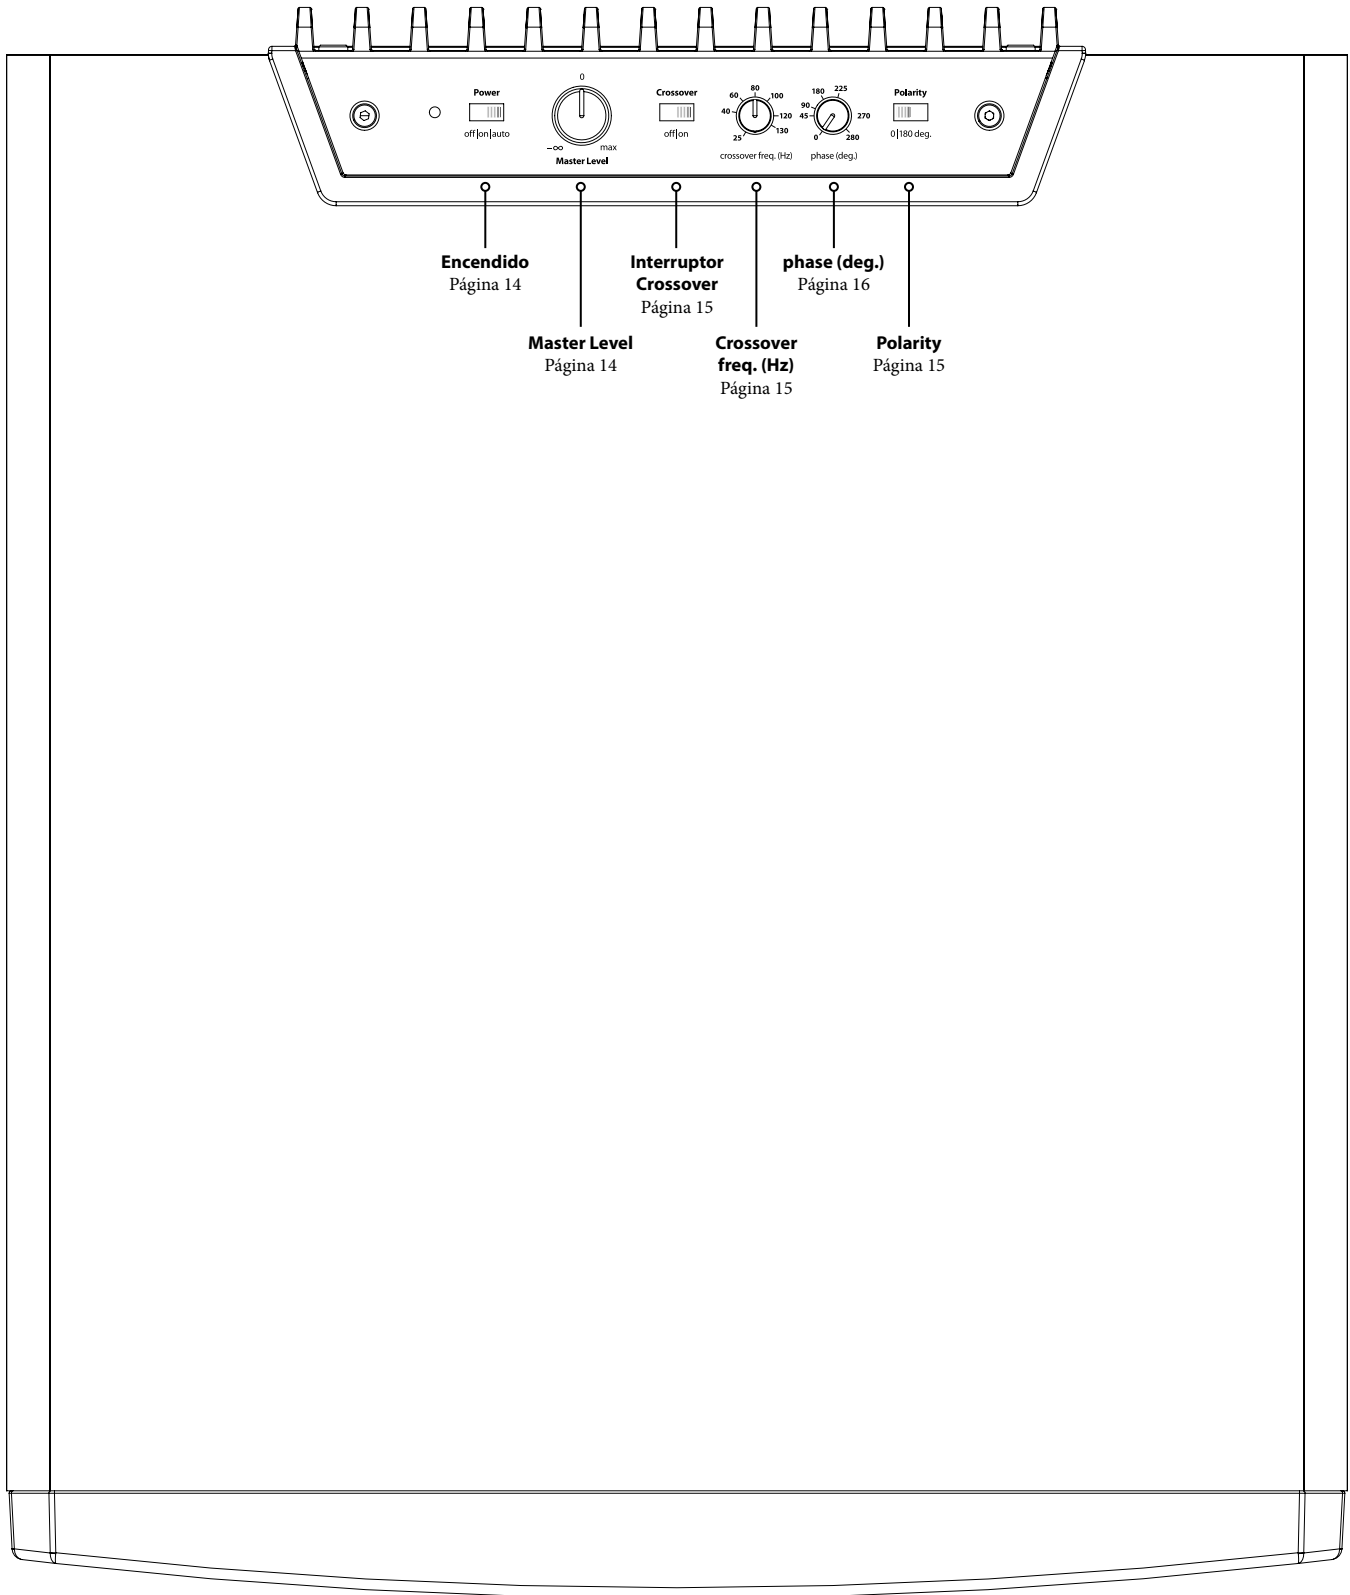 0
Power
off|on|auto
-∞
max
Master Level
Crossover
off|on
80
60
100
40
120
130
25
crossover freq. (Hz)
180
225
90
45
270
0
280
phase (deg.)
Polarity
0|180 deg.
Encendido
Página 14
Interruptor
Crossover
Página 15
phase (deg.)
Página 16
Master Level
Página 14
Crossover
freq. (Hz)
Página 15
Polarity
Página 15